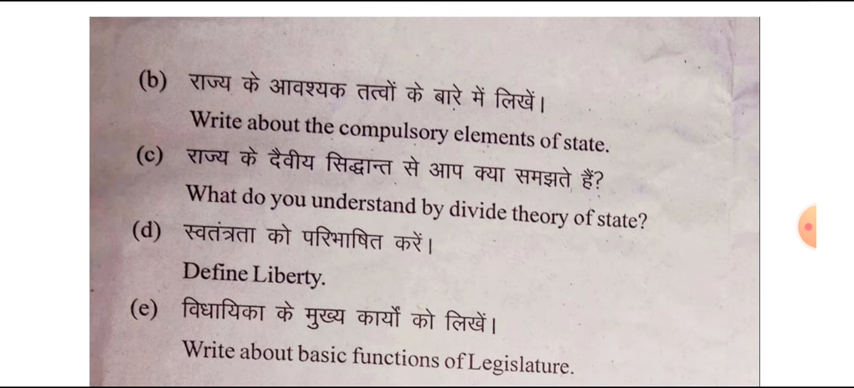 (b) राज्य के आवश्यक तत्वों के बारे में लिखें।
Write about the compulsory elements of state.
(c) राज्य के दैवीय सिद्धान्त से आप क्या समझते हैं?
What do you understand by divide theory of state?
(d) स्वतंत्रता को परिभाषित करें।
Define Liberty.
(e) विधायिका के मुख्य कार्यों को लिखें।
Write about basic functions of Legislature.